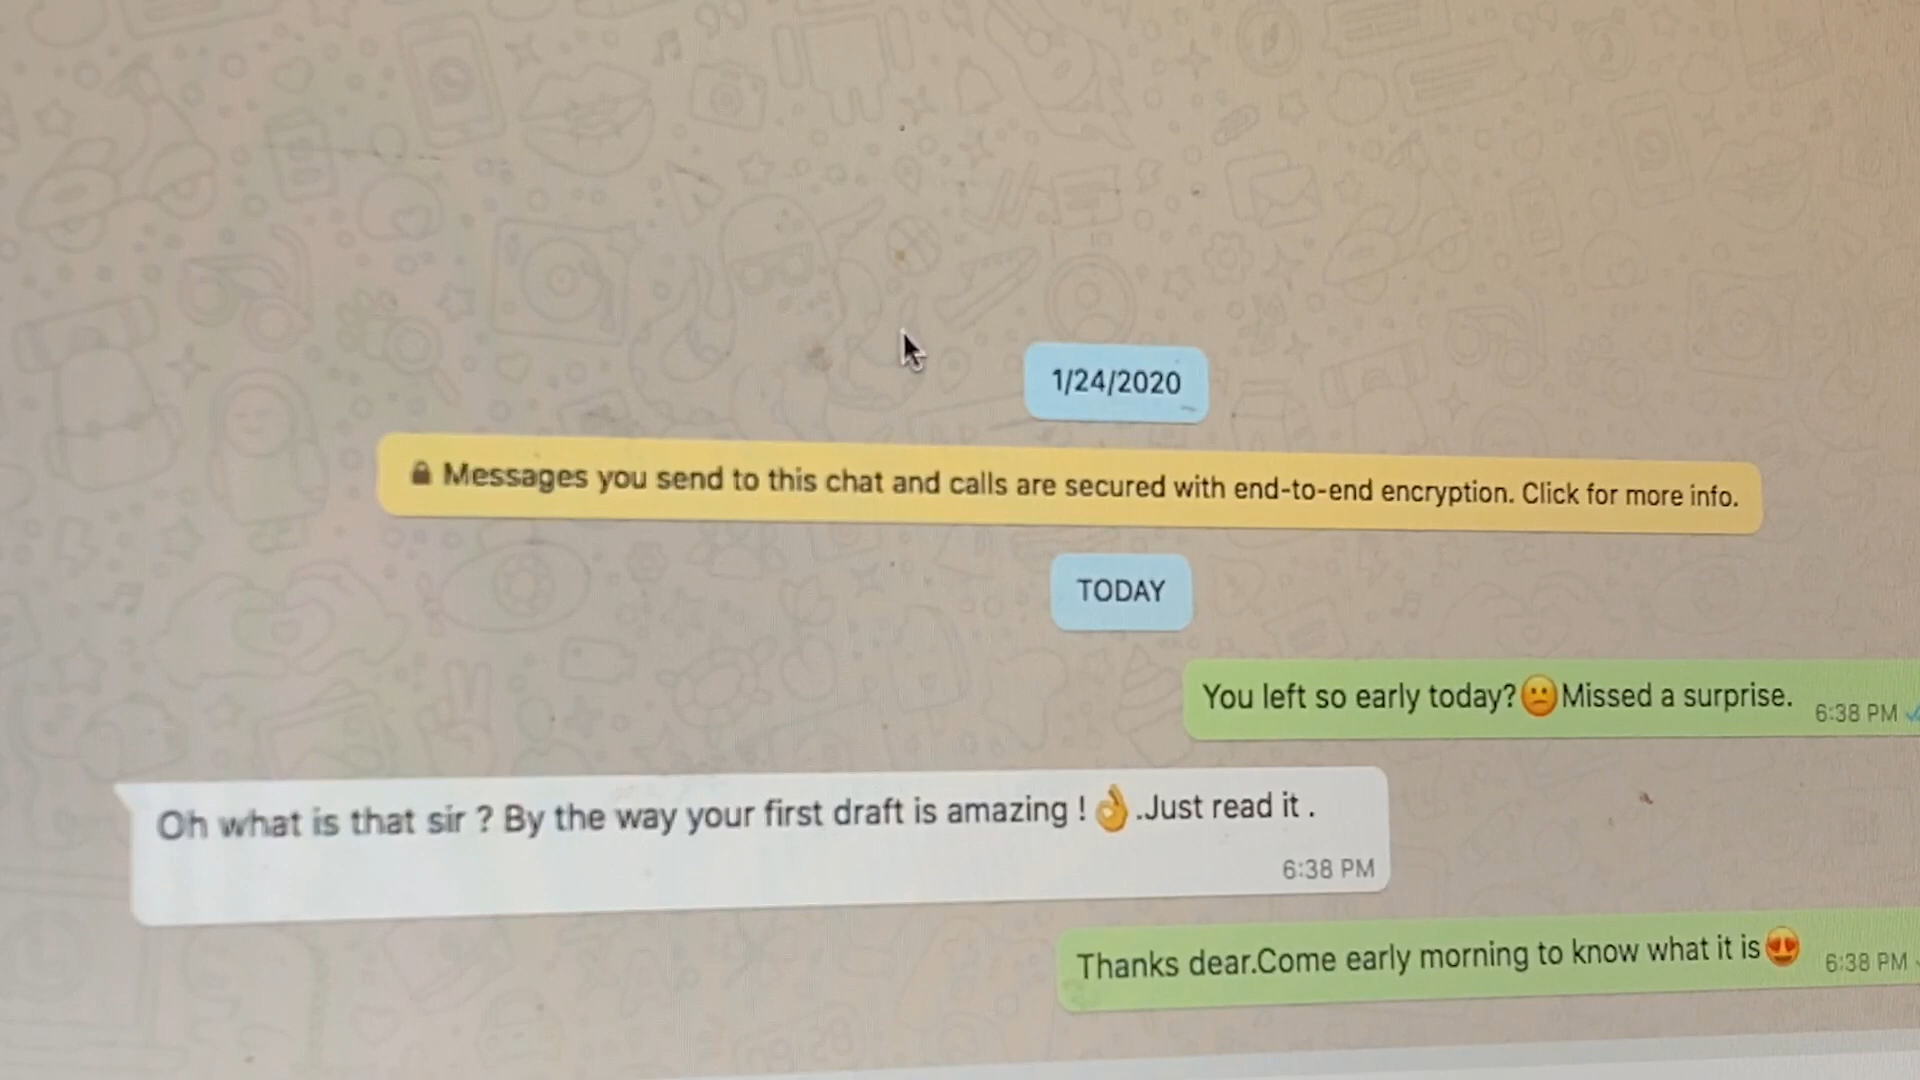 1/24/2020
Messages you send to this chat and calls are secured with end-to-end encryption. Click for more info.
TODAY
You left so early today?😕Missed a surprise. 6:38 PM
Oh what is that sir ? By the way your first draft is amazing !👌.Just read it .
6:38 PM
Thanks dear.Come early morning to know what it is😍 6:38 PM